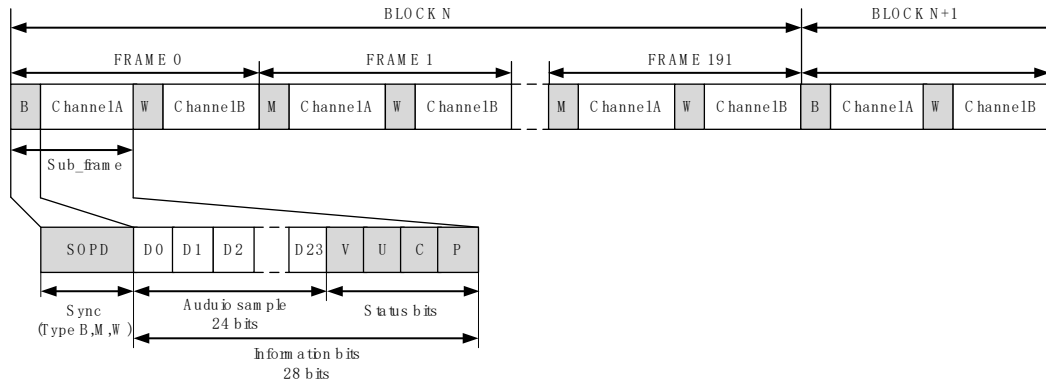 BLOCK N BLOCK N+1
FRAME 0 FRAME 1 FRAME 191
B ChannelA W ChannelB M ChannelA W ChannelB M ChannelA W ChannelB B ChannelA W ChannelB
Sub_frame
SOPD D0 D1 D2 D23 V U C P
Sync
(Type B,M,W)
Auduio sample
24 bits
Status bits
Information bits
28 bits